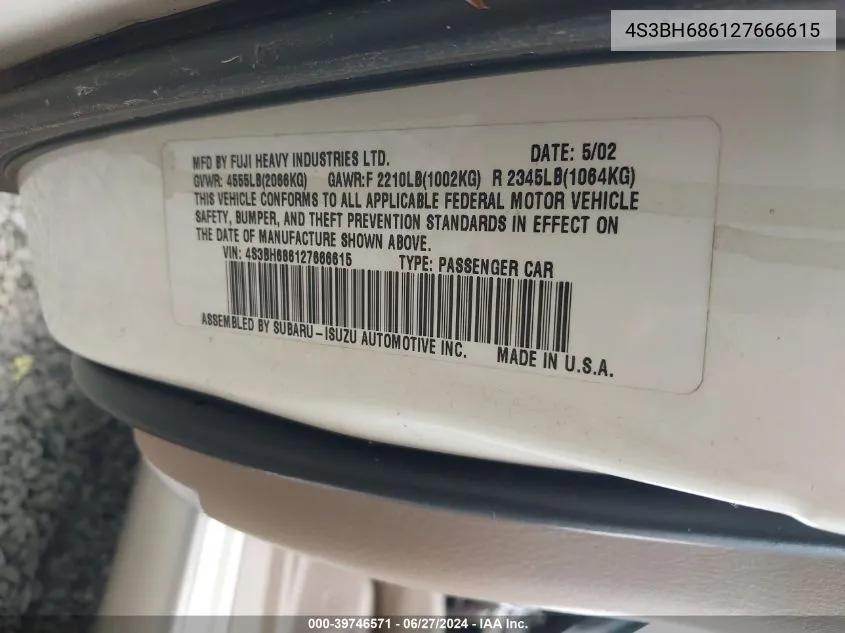 4S3BH686127666615
MFD BY FUJI HEAVY INDUSTRIES LTD. DATE: 5/02
GVWR: 4555LB(2066KG) GAWR:F 2210LB(1002KG) R 2345LB(1064KG)
THIS VEHICLE CONFORMS TO ALL APPLICABLE FEDERAL MOTOR VEHICLE
SAFETY, BUMPER, AND THEFT PREVENTION STANDARDS IN EFFECT ON
THE DATE OF MANUFACTURE SHOWN ABOVE.
VIN: 4S3BH686127666615 TYPE: PASSENGER CAR
ASSEMBLED BY SUBARU-ISUZU AUTOMOTIVE INC. MADE IN U.S.A.
000-39746571 - 06/27/2024 - IAA Inc.